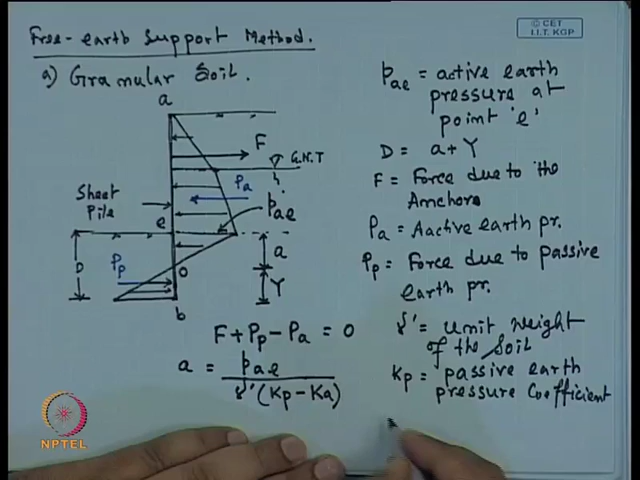 © CET
I.I.T. KGP
Free-earth Support Method.
a) Granular Soil.
a
F
G.W.T
h
Pa
Sheet
Pile
e
pae
D
a
Pp
o
Y
b
F + Pp - Pa = 0
a = pae
γ'(Kp - Ka)
pae = active earth
pressure at
point 'e'
D = a + Y
F = Force due to the
Anchor
Pa = Aactive earth pr.
Pp = Force due to passive
earth pr.
γ' = Unit weight
of the Soil
Kp = passive earth
pressure coefficient
NPTEL